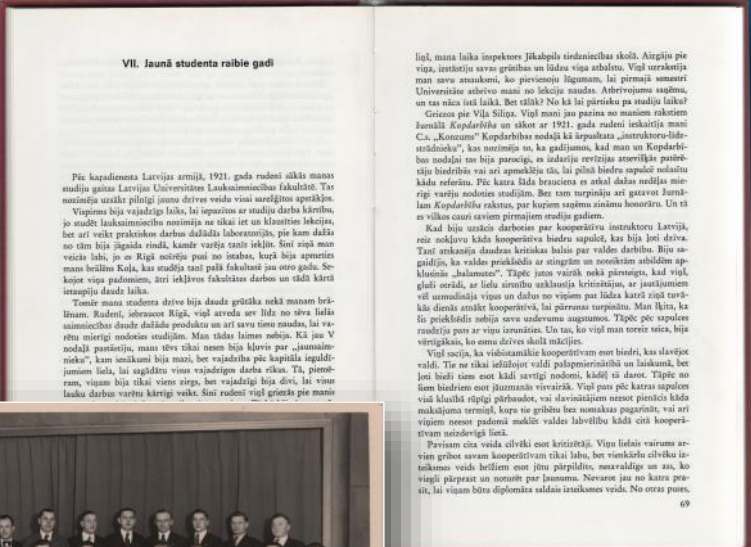 VII. Jaunā studenta raibie gadi
Pēc kapadienesta Latvijas armijā, 1921. gada rudenī sākās manas
studiju gaitas Latvijas Universitātes Lauksaimniecības fakultātē. Tas
nozīmēja uzsākt pilnīgi jaunu dzīves veidu visai sarežģītos apstākļos.
Vispirms bija vajadzīgs laiks, lai iepazītos ar studiju darba kārtību,
jo studēt lauksaimniecību nozīmēja ne tikai iet un klausīties lekcijas,
bet arī veikt praktiskos darbus dažādās laboratorijās, pie kam dažās
no tām bija jāgaida rindā, kamēr varēja tanīs iekļūt. Šinī ziņā man
veicās labi, jo es Rīgā noīrēju pusi no istabas, kuŗā bija apmeties
mans brālēns Koļa, kas studēja tanī pašā fakultātē jau otro gadu. Se-
kojot viņa padomiem, ātri iekļāvos fakultātes darbos un tādā kārtā
ietaupīju daudz laika.
Tomēr mana studenta dzīve bija daudz grūtāka nekā manam brā-
lēnam. Rudenī, iebraucot Rīgā, viņš atveda sev līdz no tēva lielās
saimniecības daudz dažādu produktu un arī savu tiesu naudas, lai va-
rētu mierīgi nodoties studijām. Man tādas laimes nebija. Kā jau V
nodaļā pastāstīju, mans tēvs tikai nesen bija kļuvis par „jaunsaim-
nieku", kam ienākumi bija mazi, bet vajadzība pēc kapitāla ieguldī-
jumiem liela, lai sagādātu visus vajadzīgos darba rīkus. Tā, piemē-
ram, viņam bija tikai viens zirgs, bet vajadzīgi bija divi, lai visus
lauku darbus varētu kārtīgi veikt. Šinī rudenī viņš griezās pie manis
liņš, mana laika inspektors Jēkabpils tirdzniecības skolā. Aizgāju pie
viņa, izstāstīju savas grūtības un lūdzu viņa atbalstu. Viņš uzrakstīja
man savu atsauksmi, ko pievienoju lūgumam, lai pirmajā semestrī
Universitāte atbrīvo mani no lekciju naudas. Atbrīvojumu saņēmu,
un tas nāca īstā laikā. Bet tālāk? No kā lai pārtieku pa studiju laiku?
Griezos pie Viļa Siliņa. Viņš mani jau pazina no maniem rakstiem
žurnālā Kopdarbība un sākot ar 1921. gada rudeni ieskaitīja mani
C.s. „Konzums" Kopdarbības nodaļā kā ārpustata „instruktoru-līdz-
strādnieku", kas nozīmēja to, ka gadījumos, kad man un Kopdarbī-
bas nodaļai tas bija parocīgi, es izdarīju revīzijas atsevišķās patērē-
tāju biedrībās vai arī apmeklēju tās, lai pilnā biedru sapulcē nolasītu
kādu referātu. Pēc katra šāda brauciena es atkal dažas nedēļas mie-
rīgi varēju nodoties studijām. Bez tam turpināju arī gatavot žurnā-
lam Kopdarbība rakstus, par kuŗiem saņēmu zināmu honorāru. Un tā
es vilkos cauri saviem pirmajiem studiju gadiem.
Kad biju uzsācis darboties par kooperātīvu instruktoru Latvijā,
reiz nokļuvu kāda kooperātīva biedru sapulcē, kas bija ļoti dzīva.
Tanī atskanēja daudzas kritiskas balsis par valdes darbību. Biju sa-
gaidījis, ka valdes priekšsēdis ar stingrām un noteiktām atbildēm ap-
klusinās „balamutes". Tāpēc jutos vairāk nekā pārsteigts, kad viņš,
gluži otrādi, ar lielu sirsnību uzklausīja kritizētājus, ar jautājumiem
vēl uzmudināja viņus un dažus no viņiem pat lūdza katrā ziņā tuvā-
kās dienās atnākt kooperātīvā, lai pārrunas turpinātu. Man šķita, ka
šis priekšsēdis nebija savu uzdevumu augstumos. Tāpēc pēc sapulces
raudzīju pats ar viņu izrunāties. Un tas, ko viņš man toreiz teica, bija
vērtīgākais, ko esmu dzīves skolā mācījies.
Viņš sacīja, ka visbīstamākie kooperātīvam esot biedri, kas slavējot
valdi. Tie ne tikai iežūžojot valdi pašapmierinātībā un laiskumā, bet
ļoti bieži tiem esot kādi savtīgi nodomi, kādēļ tā darot. Tāpēc no
šiem biedriem esot jāuzmanās visvairāk. Viņš pats pēc katras sapulces
visā klusībā rūpīgi pārbaudot, vai slavinātājiem neesot pienācis kāda
maksājuma termiņš, kuŗu tie gribētu bez nomaksas pagarināt, vai arī
viņiem neesot padomā meklēt valdes labvēlību kādā citā kooperā-
tīvam neizdevīgā lietā.
Pavisam cita veida cilvēki esot kritizētāji. Viņu lielais vairums ar-
vien gribot savam kooperātīvam tikai labu, bet vienkāršu cilvēku iz-
teiksmes veids brīžiem esot jūtu pārpildīts, nesavaldīgs un ass, ko
viegli pārprast un noturēt par ļaunumu. Nevarot jau no katra pra-
sīt, lai viņam būtu diplomāta saldais izteiksmes veids. No otras puses,
69